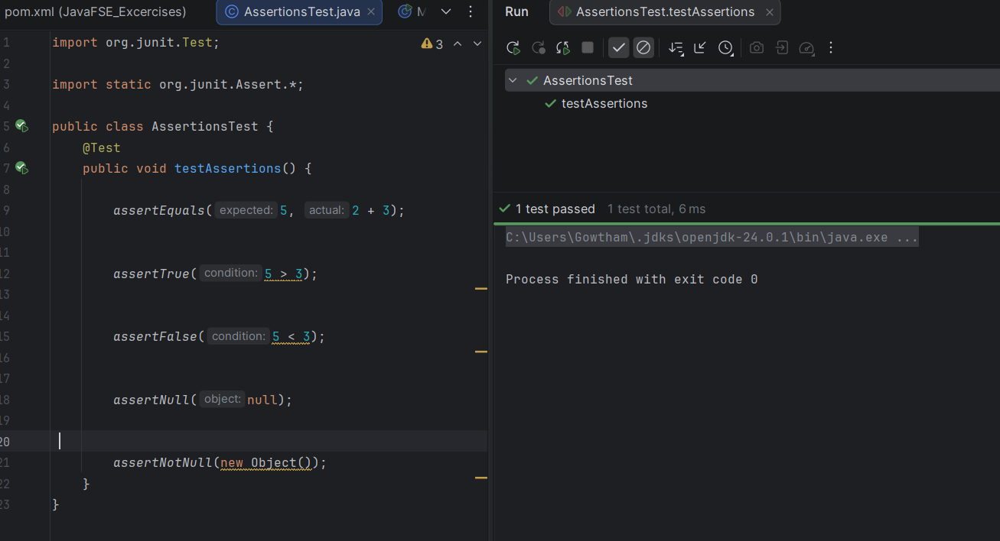 pom.xml (JavaFSE_Excercises)
AssertionsTest.java
M
3
1 import org.junit.Test;
2
3 import static org.junit.Assert.*;
4
5 public class AssertionsTest {
6 @Test
7 public void testAssertions() {
8
9 assertEquals( expected: 5, actual: 2 + 3);
10
11
12 assertTrue( condition: 5 > 3);
13
14
15 assertFalse( condition: 5 < 3);
16
17
18 assertNull( object: null);
19
20
21 assertNotNull(new Object());
22 }
23 }
Run
AssertionsTest.testAssertions
AssertionsTest
testAssertions
1 test passed 1 test total, 6 ms
C:\Users\Gowtham\.jdks\openjdk-24.0.1\bin\java.exe ...
Process finished with exit code 0